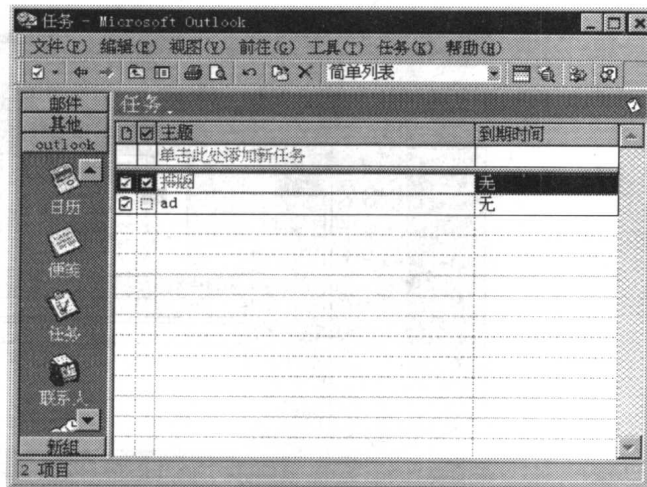 任务 - Microsoft Outlook
文件(F) 编辑(E) 视图(V) 前往(G) 工具(T) 任务(K) 帮助(H)
简单列表
邮件
其他
outlook
日历
便笺
任务
联系人
新组
任务
主题 到期时间
单击此处添加新任务
排版 无
ad 无
2 项目